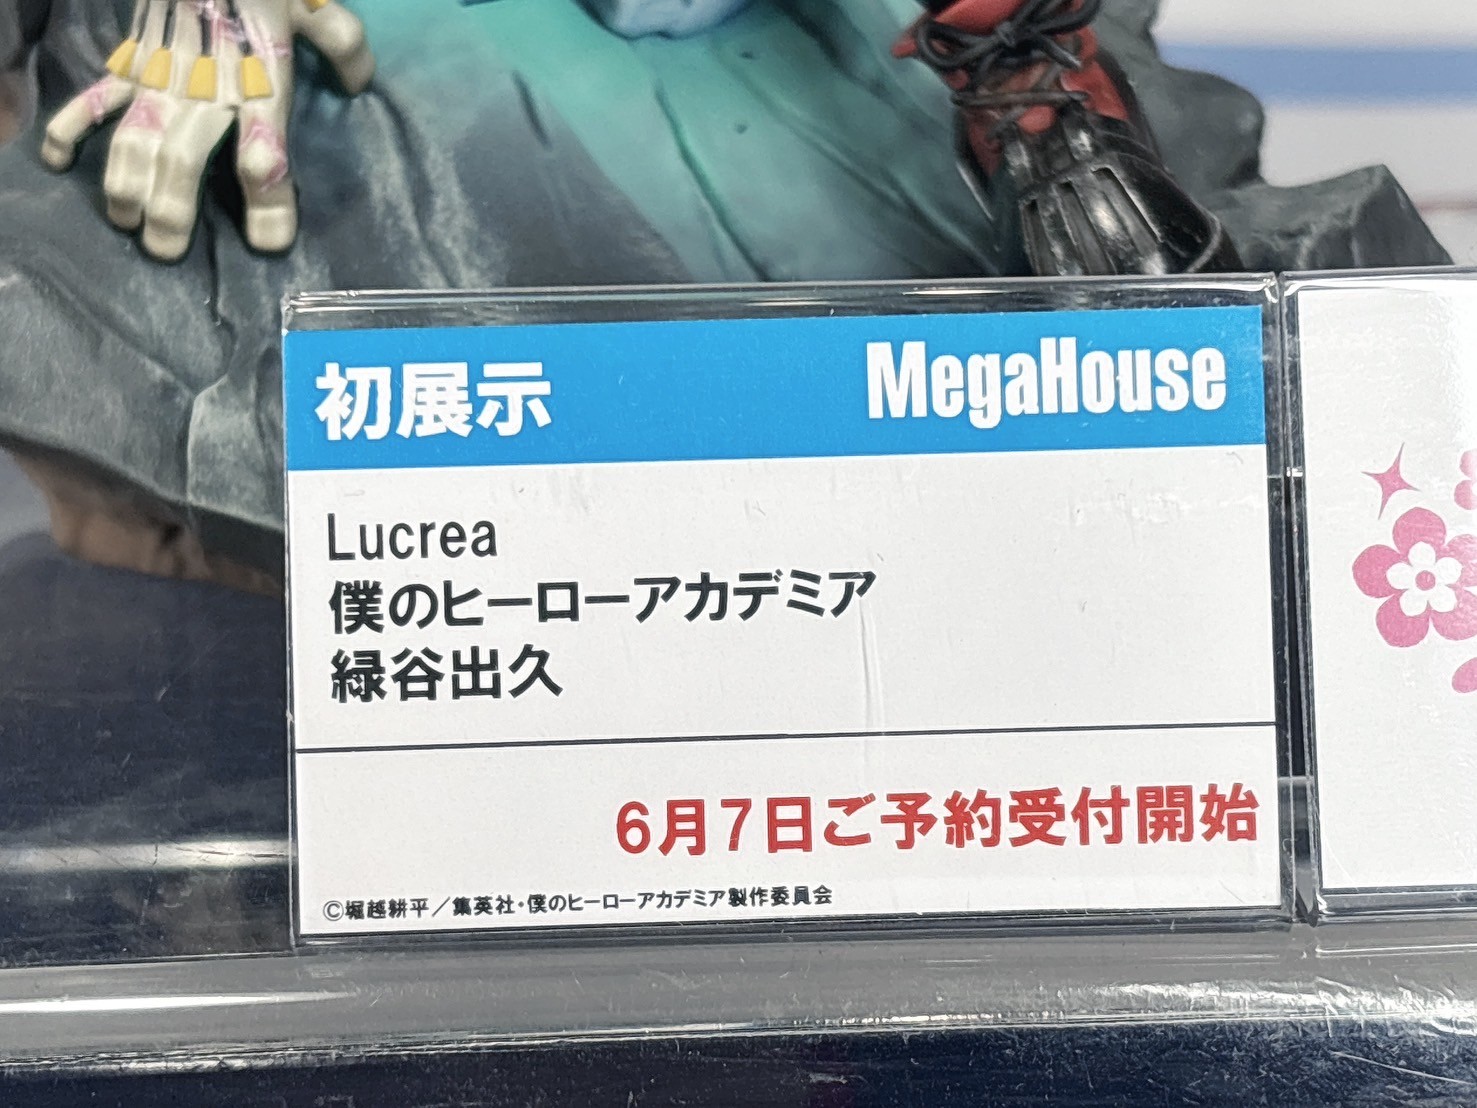 初展示 MegaHouse
Lucrea
僕のヒーローアカデミア
緑谷出久
6月7日ご予約受付開始
©堀越耕平／集英社・僕のヒーローアカデミア製作委員会